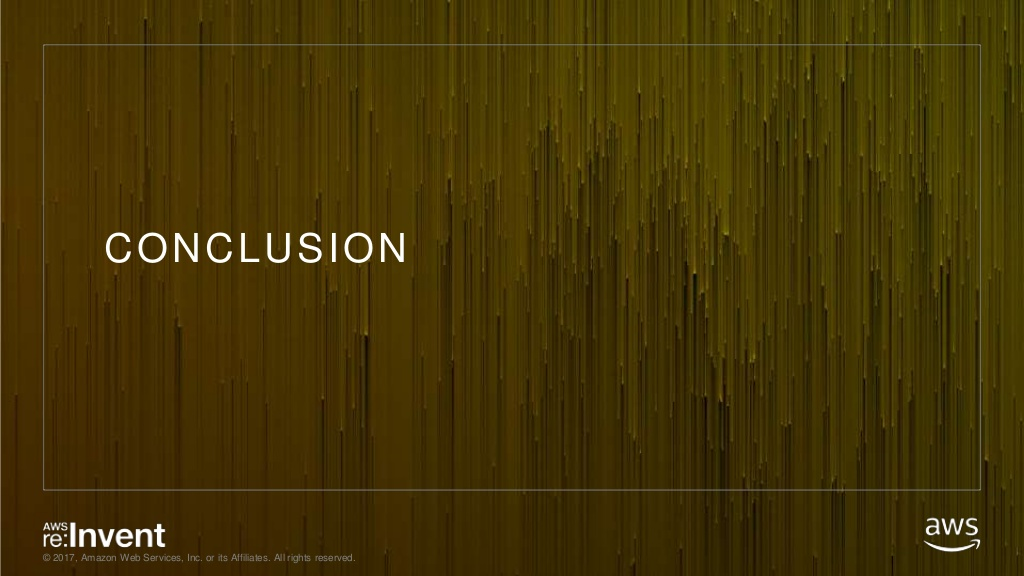 CONCLUSION
AWS
re:Invent
© 2017, Amazon Web Services, Inc. or its Affiliates. All rights reserved.
aws